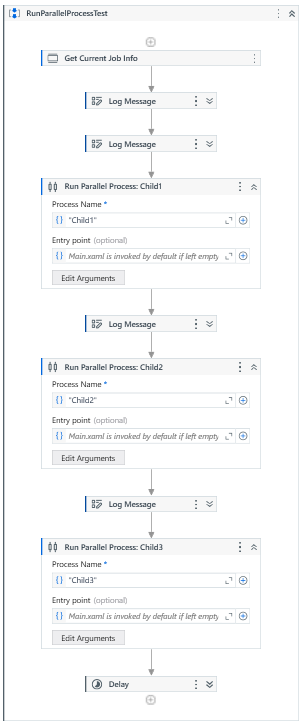 RunParallelProcessTest
Get Current Job Info
Log Message
Log Message
Run Parallel Process: Child1
Process Name *
{ } "Child1"
Entry point (optional)
{ } Main.xaml is invoked by default if left empty
Edit Arguments
Log Message
Run Parallel Process: Child2
Process Name *
{ } "Child2"
Entry point (optional)
{ } Main.xaml is invoked by default if left empty
Edit Arguments
Log Message
Run Parallel Process: Child3
Process Name *
{ } "Child3"
Entry point (optional)
{ } Main.xaml is invoked by default if left empty
Edit Arguments
Delay